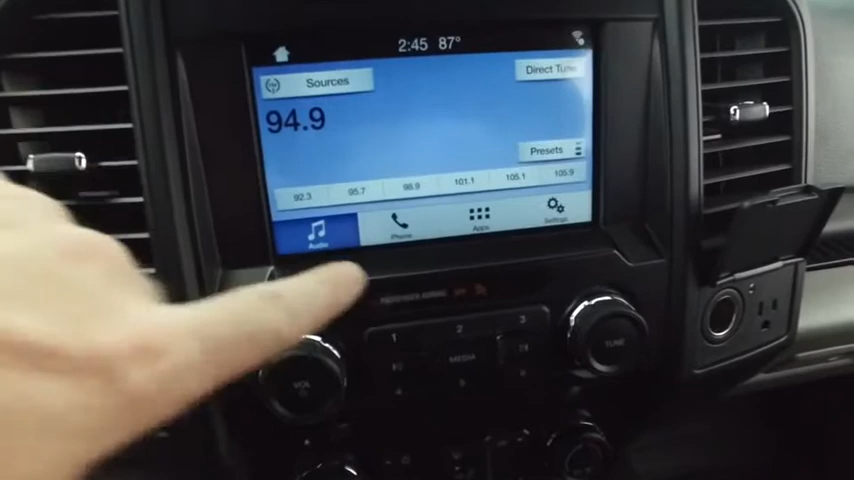 2:45 87°
Sources
Direct Tune
94.9
Presets
92.3 95.7 98.9 101.1 105.1 105.9
Audio Phone Apps Settings
1 2 3
VOL MEDIA TUNE